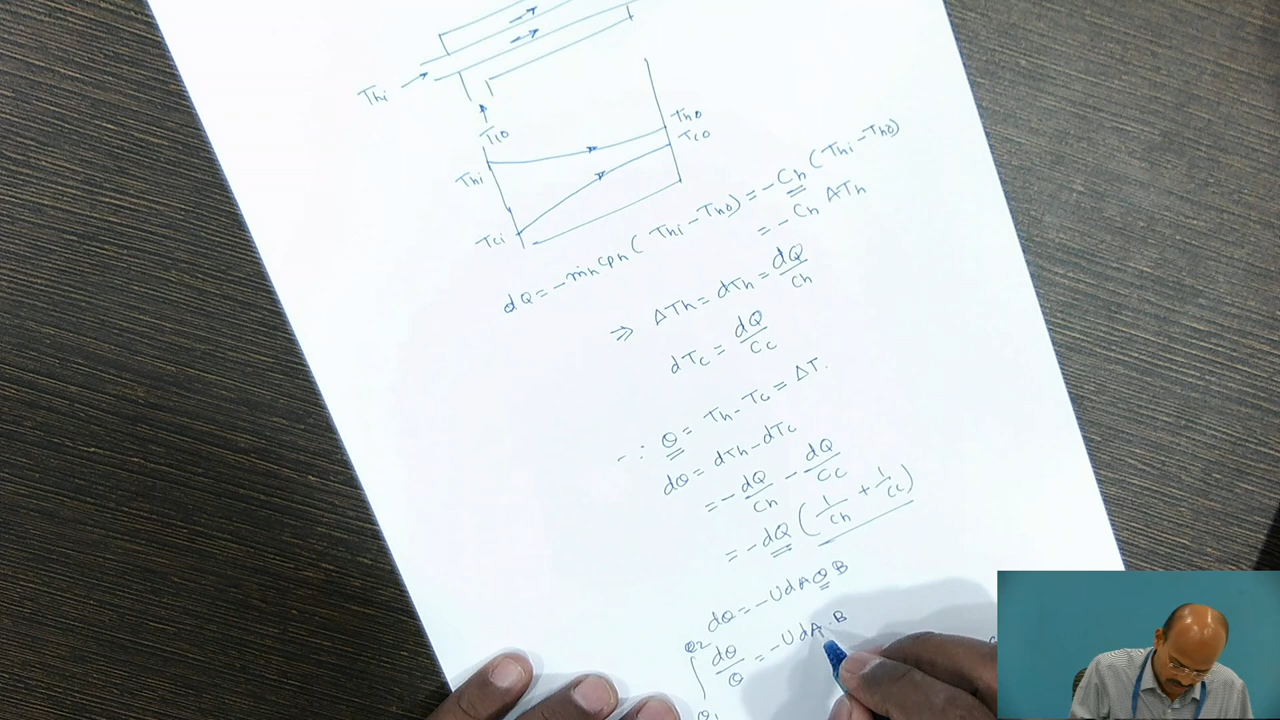 Thi
Tco
Tho
Tco
Thi
Tci
dQ = -ṁh cph (Thi - Tho) = -Ch (Thi - Tho)
= -Ch ΔTh
⇒ ΔTh = dTh = dQ/Ch
dTc = dQ/Cc
∴ θ = Th - Tc = ΔT.
dθ = dTh - dTc
= -dQ/Ch - dQ/Cc
= -dQ (1/Ch + 1/Cc)
dθ = -U dA θ B
∫ θ2 θ1 dθ/θ = -U dA . B